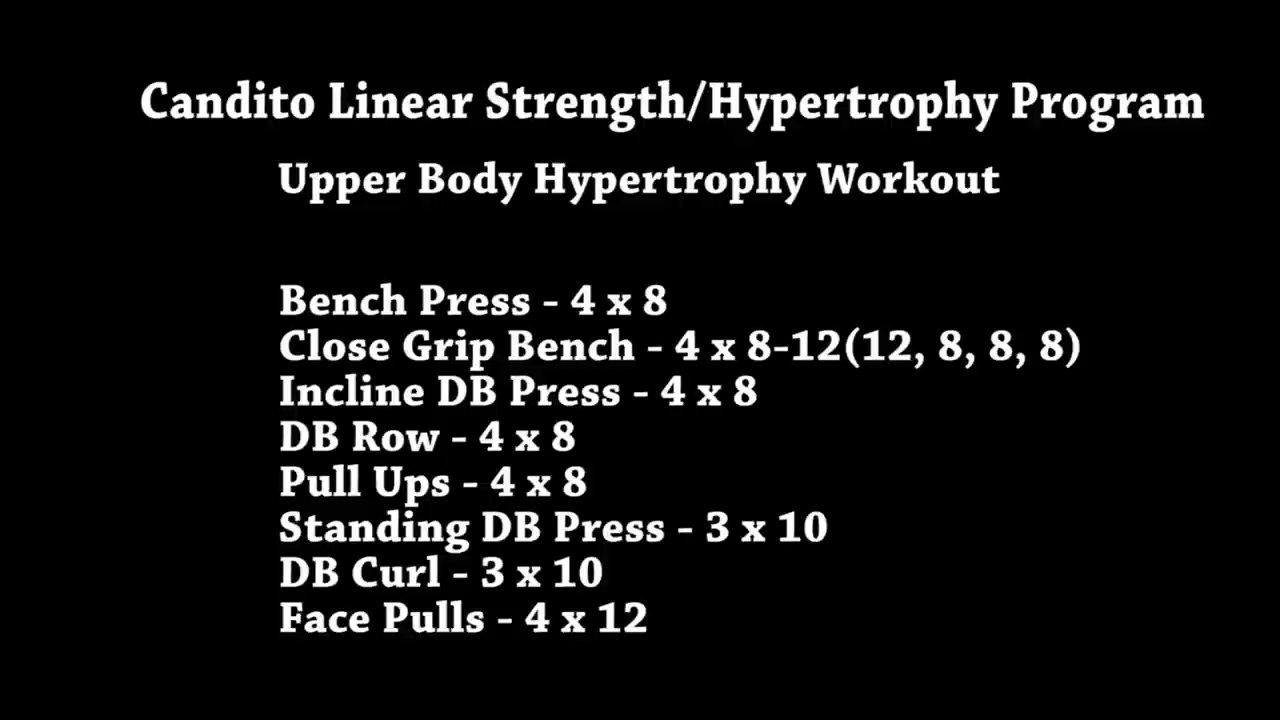 Candito Linear Strength/Hypertrophy Program
Upper Body Hypertrophy Workout
Bench Press - 4 x 8
Close Grip Bench - 4 x 8-12(12, 8, 8, 8)
Incline DB Press - 4 x 8
DB Row - 4 x 8
Pull Ups - 4 x 8
Standing DB Press - 3 x 10
DB Curl - 3 x 10
Face Pulls - 4 x 12